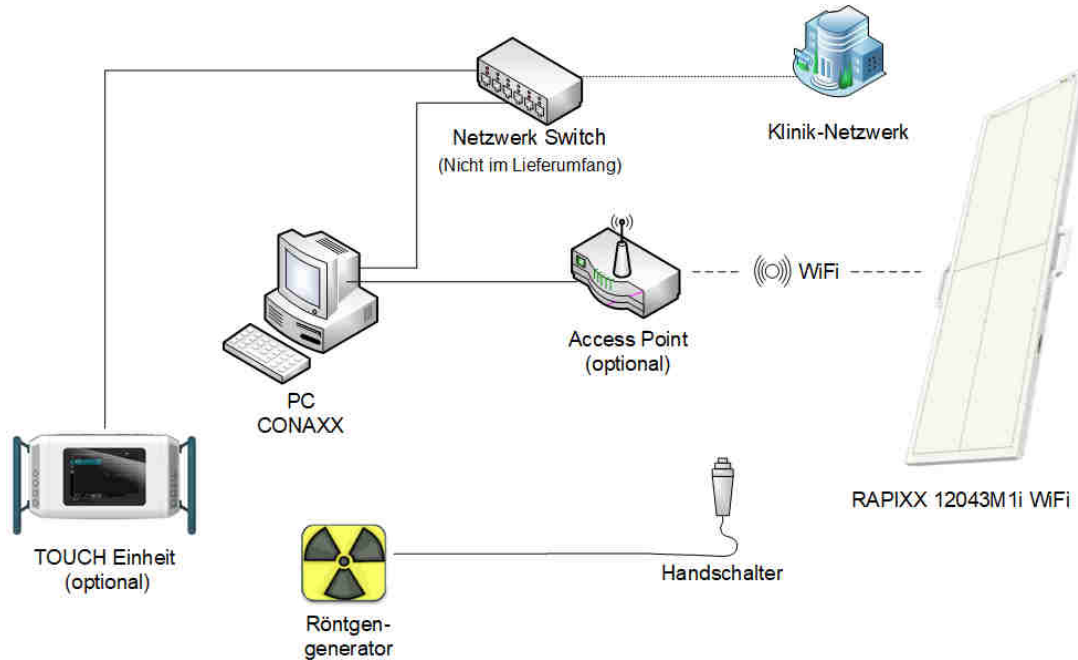 Netzwerk Switch
(Nicht im Lieferumfang)
Klinik-Netzwerk
WiFi
Access Point
(optional)
PC
CONAXX
RAPIXX 12043M1i WiFi
TOUCH Einheit
(optional)
Handschalter
Röntgen-
generator